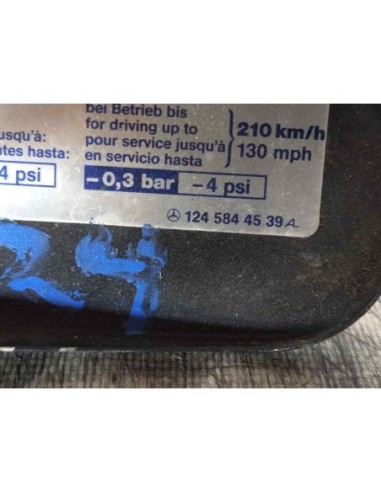 bei Betrieb bis
for driving up to
jusqu'à: pour service jusqu'à
ntes hasta: en servicio hasta
210 km/h
130 mph
4 psi – 0,3 bar – 4 psi
124 584 45 39 A